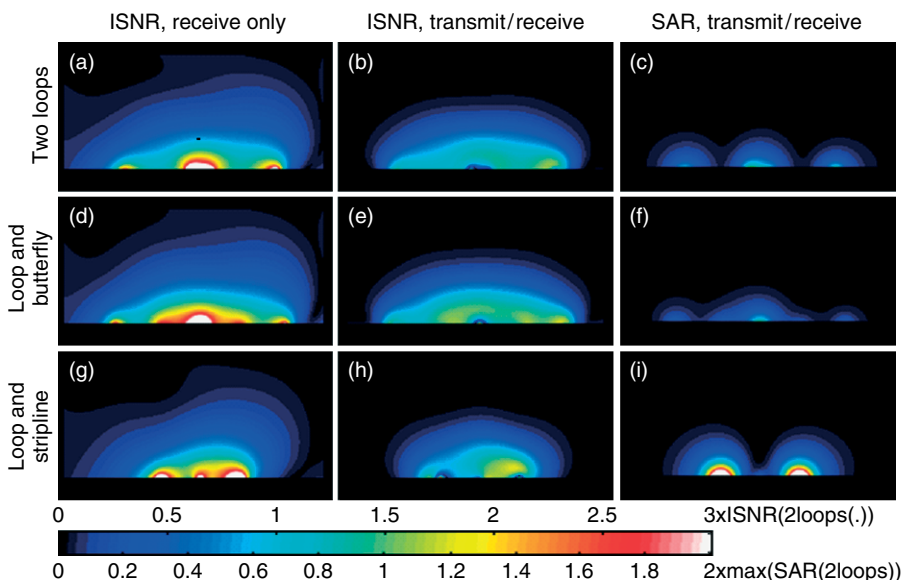 ISNR, receive only ISNR, transmit/receive SAR, transmit/receive
Two loops
(a) (b) (c)
Loop and
butterfly
(d) (e) (f)
Loop and
stripline
(g) (h) (i)
0 0.5 1 1.5 2 2.5 3xISNR(2loops(.))
0 0.2 0.4 0.6 0.8 1 1.2 1.4 1.6 1.8 2xmax(SAR(2loops))